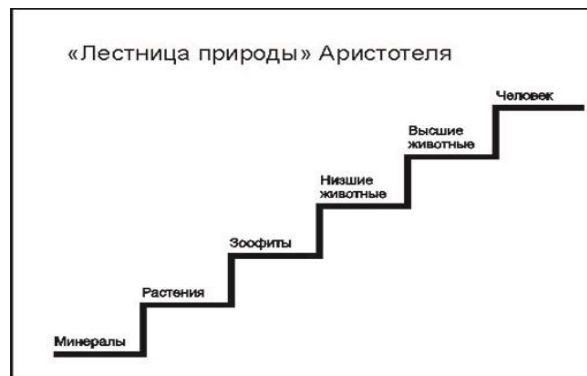 «Лестница природы» Аристотеля
Человек
Высшие
животные
Низшие
животные
Зоофиты
Растения
Минералы